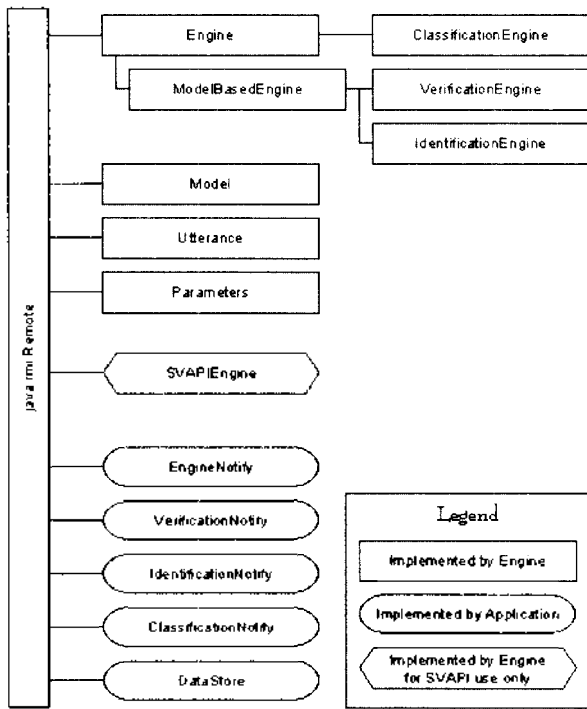 java rmi Remote
Engine
ClassificationEngine
ModelBasedEngine
VerificationEngine
IdentificationEngine
Model
Utterance
Parameters
SVAPIEngine
EngineNotify
VerificationNotify
IdentificationNotify
ClassificationNotify
DataStore
Legend
Implemented by Engine
Implemented by Application
Implemented by Engine
for SVAPI use only